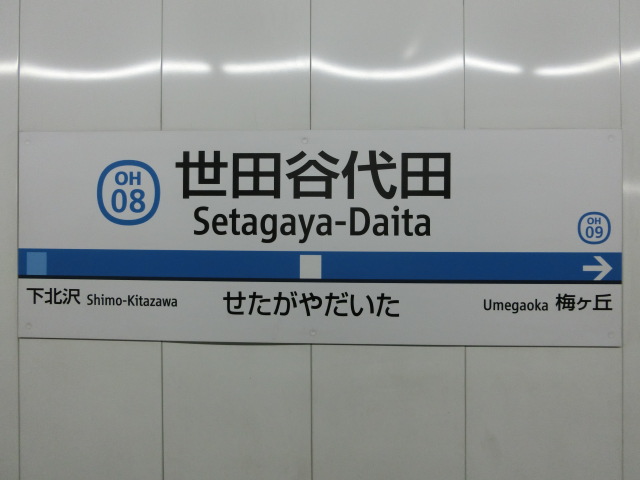 OH
08
世田谷代田
Setagaya-Daita
OH
09
下北沢 Shimo-Kitazawa
せたがやだいた
Umegaoka 梅ヶ丘